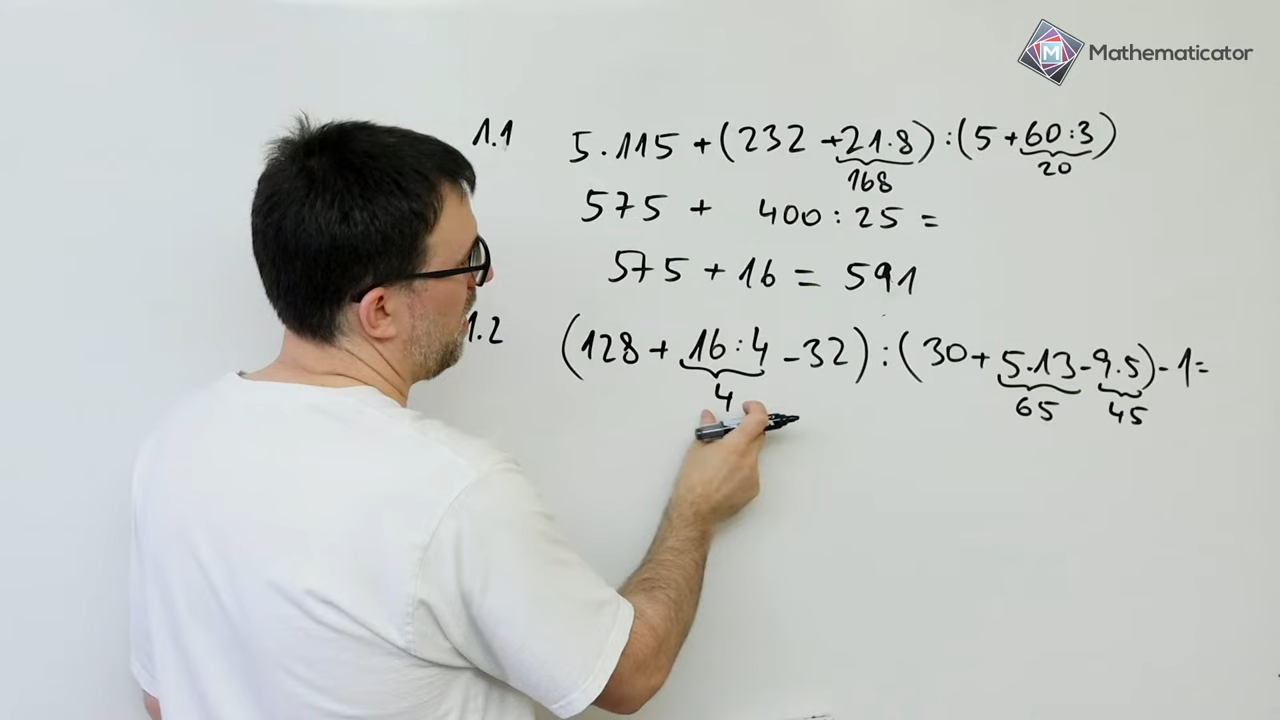 Mathematicator
1.1 5.115+(232+21.8):(5+60:3)
168 20
575 + 400:25=
575+16=591
1.2 (128+16:4-32):(30+5.13-9.5)-1=
4 65 45